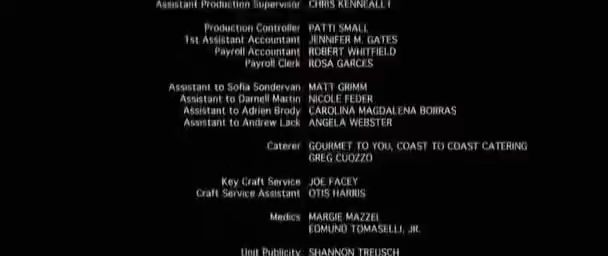 Assistant Production Supervisor CHRIS KENNEALLY
Production Controller PATTI SMALL
1st Assistant Accountant JENNIFER M. GATES
Payroll Accountant ROBERT WHITFIELD
Payroll Clerk ROSA GARCES
Assistant to Sofia Sondervan MATT GRIMM
Assistant to Darnell Martin NICOLE FEDER
Assistant to Adrien Brody CAROLINA MAGDALENA BORRAS
Assistant to Andrew Lack ANGELA WEBSTER
Caterer GOURMET TO YOU, COAST TO COAST CATERING
GREG CUOZZO
Key Craft Service JOE FACEY
Craft Service Assistant OTIS HARRIS
Medics MARGIE MAZZEI
EDMUND TOMASELLI, JR.
Unit Publicity SHANNON TREUSCH